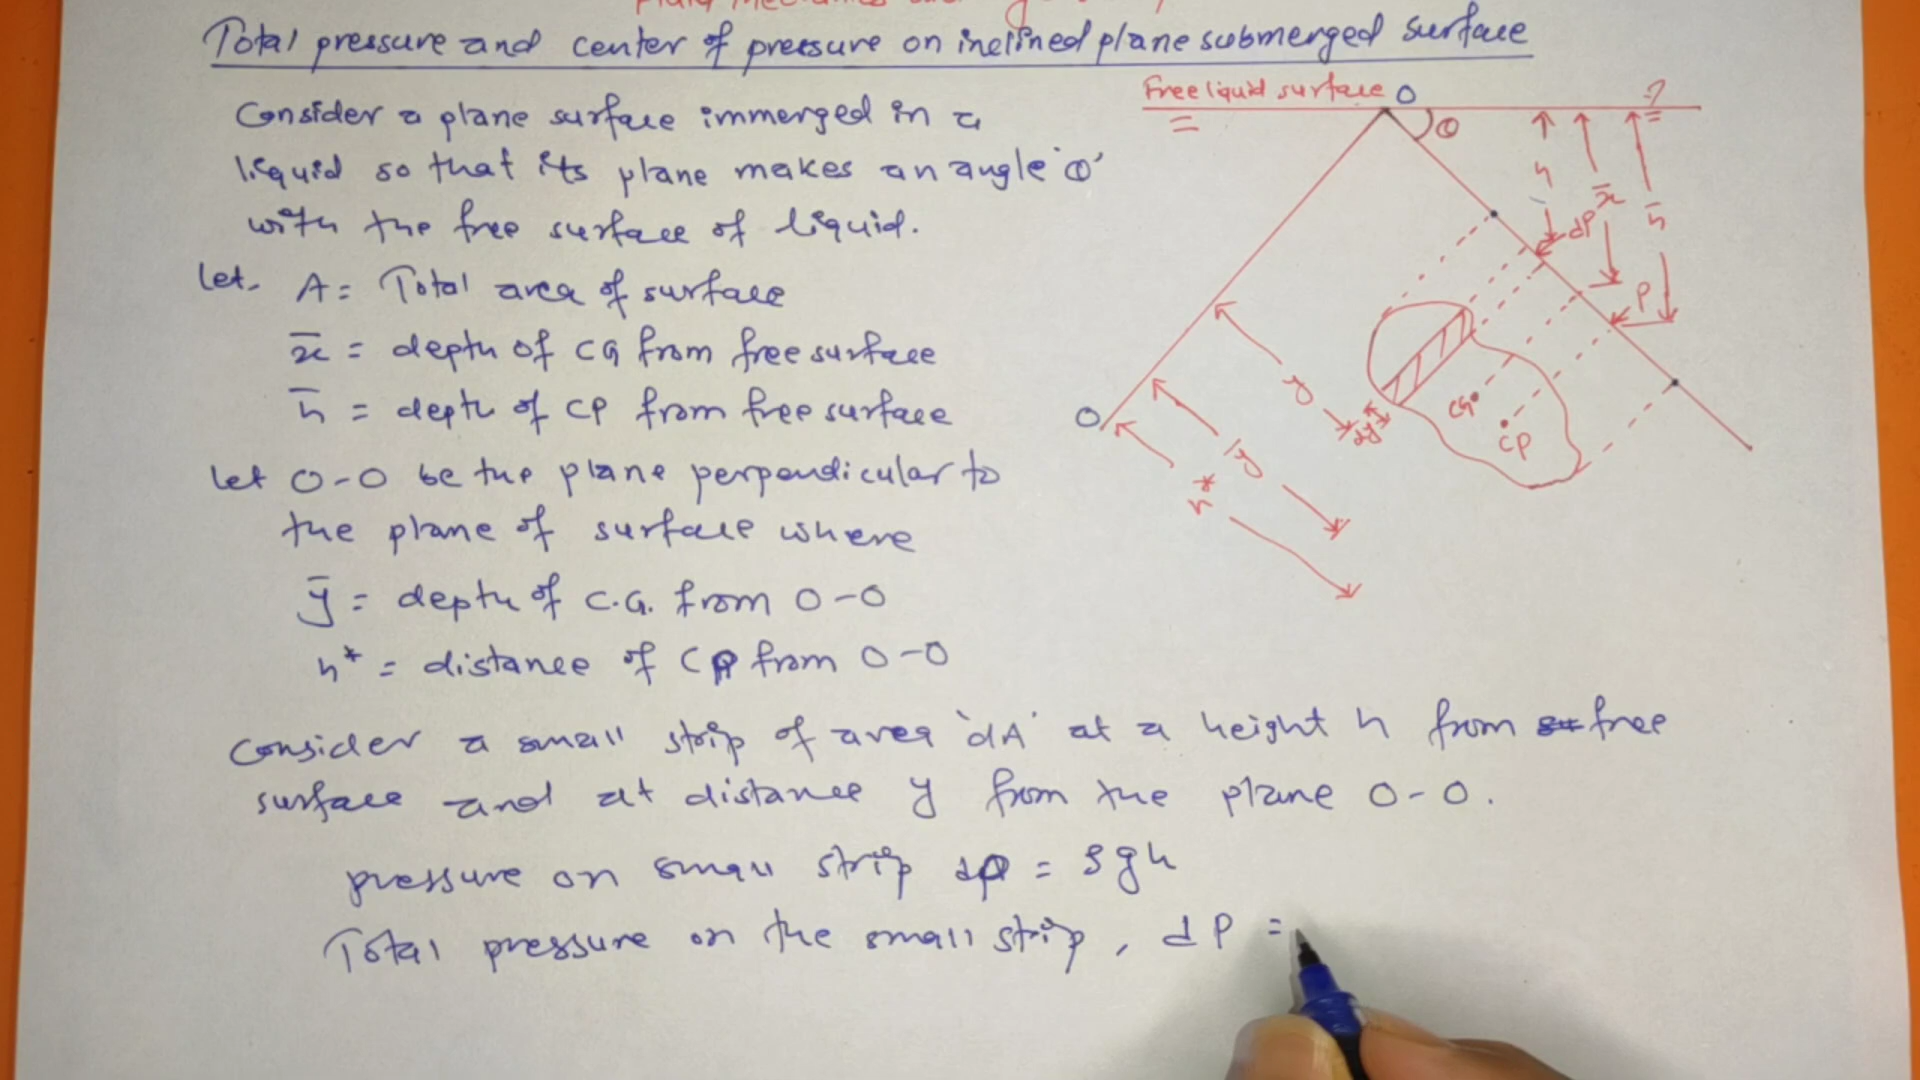 Total pressure and center of pressure on inclined plane submerged surface
Consider a plane surface immerged in a
liquid so that its plane makes an angle 'θ'
with the free surface of liquid.
let. A = Total area of surface
x̄ = depth of CG from free surface
h̄ = depth of CP from free surface
let O-O be the plane perpendicular to
the plane of surface where
ȳ = depth of C.G. from O-O
h* = distance of CP from O-O
Consider a small strip of area 'dA' at a height h from free
surface and at distance y from the plane O-O.
pressure on small strip dp = ρgh
Total pressure on the small strip, dP =
Free liquid surface O
θ
h
x̄
h̄
dP
P
O
y
dy
ȳ
h*
CG
CP